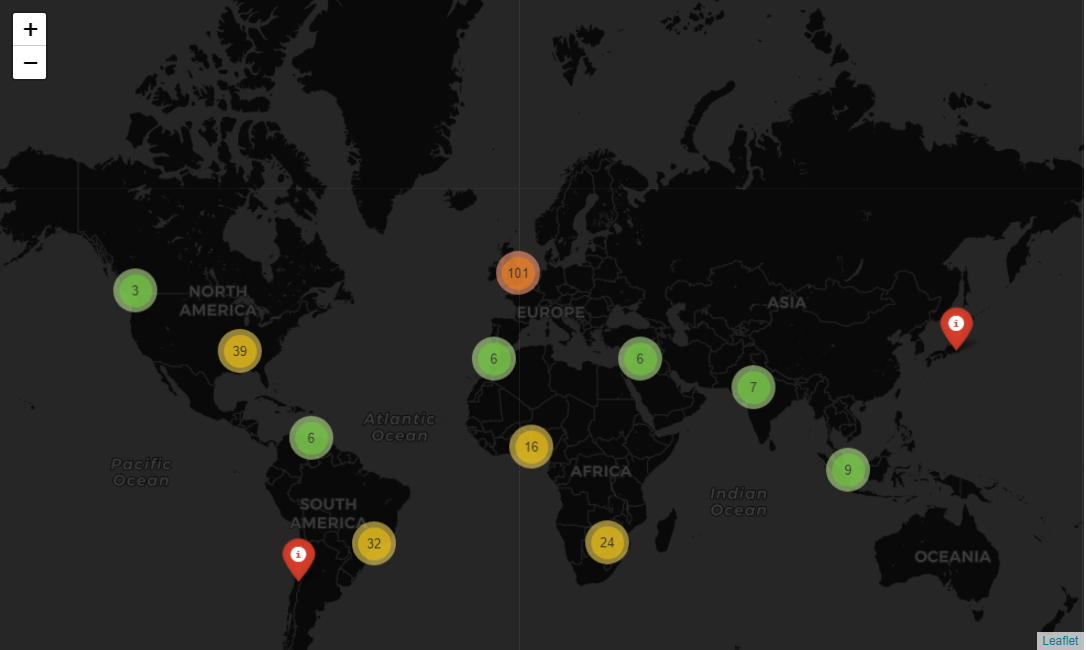 +
−
101
3
NORTH
AMERICA
ASIA
EUROPE
i
39
6
6
7
Atlantic
Ocean
6
16
Pacific
Ocean
AFRICA
9
Indian
Ocean
SOUTH
AMERICA
32
24
i
OCEANIA
Leaflet